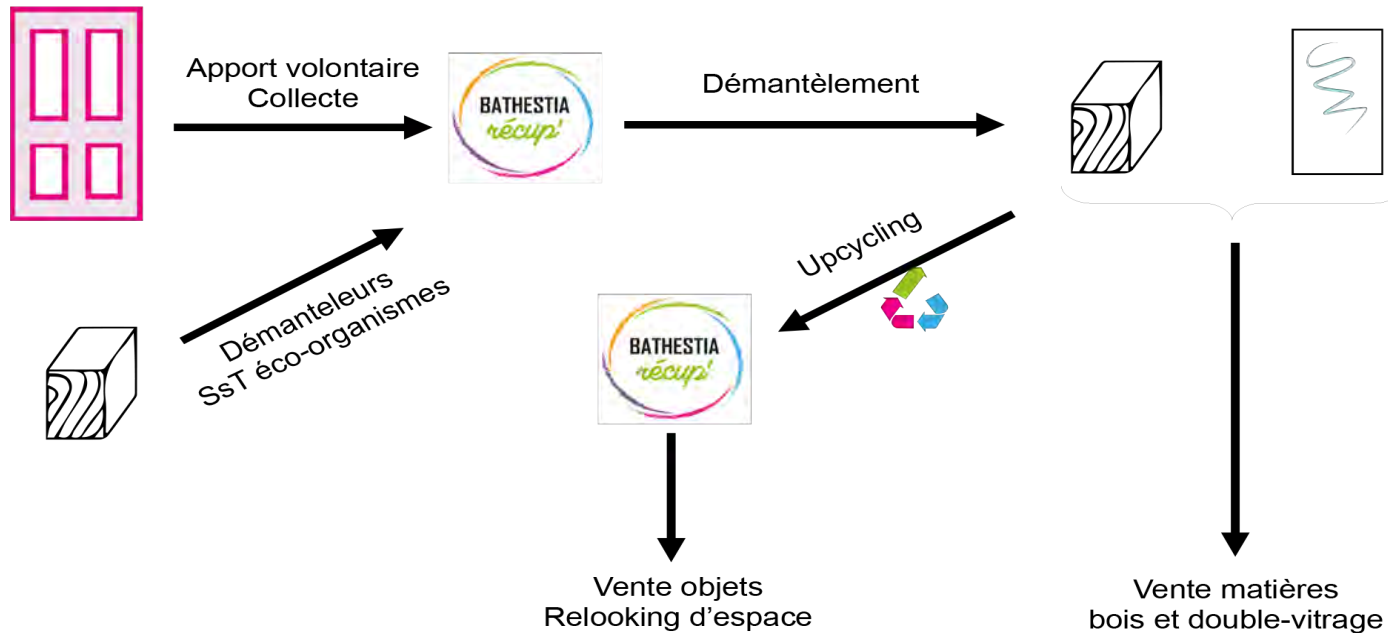 Apport volontaire
Collecte
BATHESTIA
récup'
Démantèlement
Démanteleurs
SsT éco-organismes
Upcycling
BATHESTIA
récup'
Vente objets
Relooking d'espace
Vente matières
bois et double-vitrage